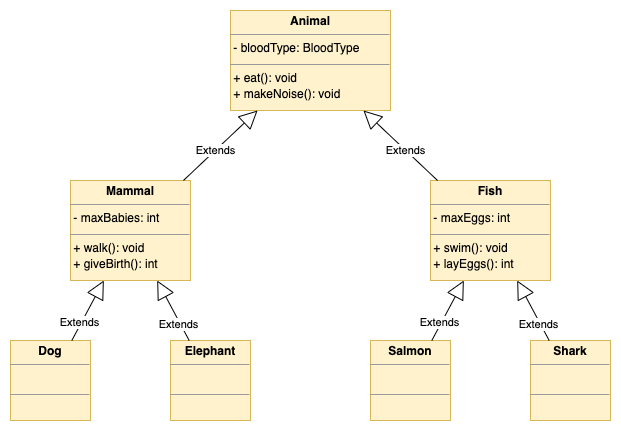 Animal
- bloodType: BloodType
+ eat(): void
+ makeNoise(): void
Extends
Extends
Mammal
- maxBabies: int
+ walk(): void
+ giveBirth(): int
Fish
- maxEggs: int
+ swim(): void
+ layEggs(): int
Extends
Extends
Extends
Extends
Dog
Elephant
Salmon
Shark